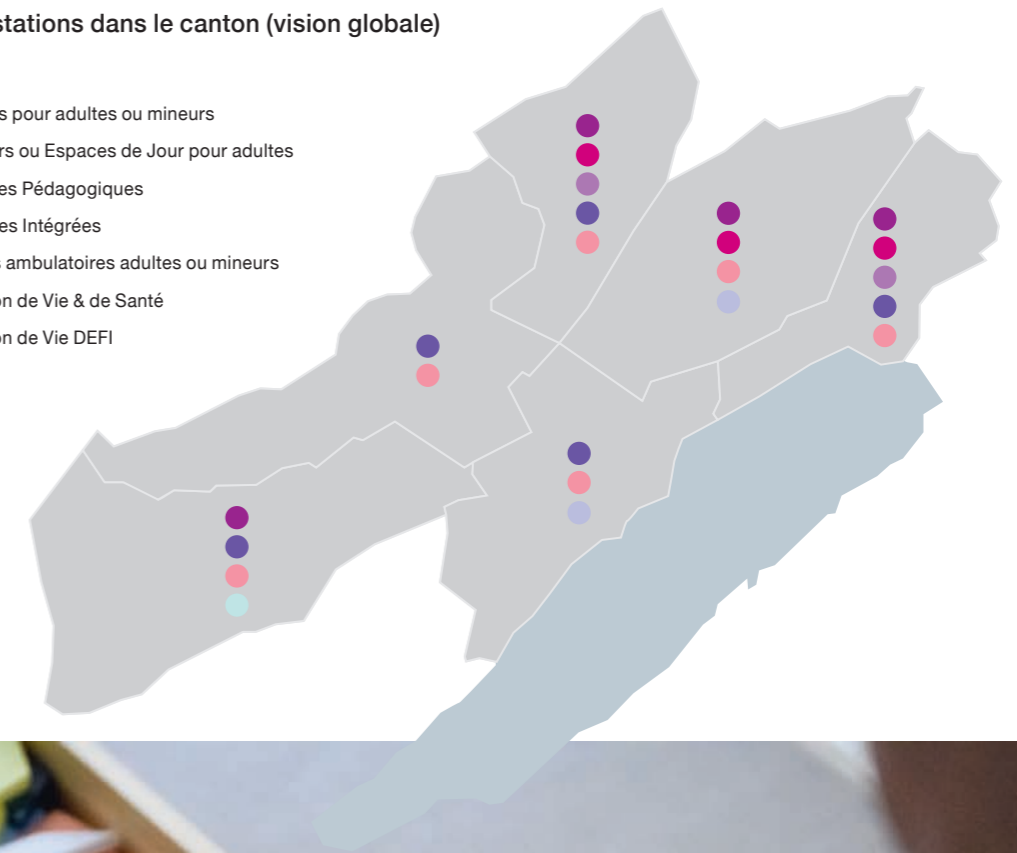 stations dans le canton (vision globale)
s pour adultes ou mineurs
rs ou Espaces de Jour pour adultes
es Pédagogiques
es Intégrées
s ambulatoires adultes ou mineurs
on de Vie & de Santé
on de Vie DEFI